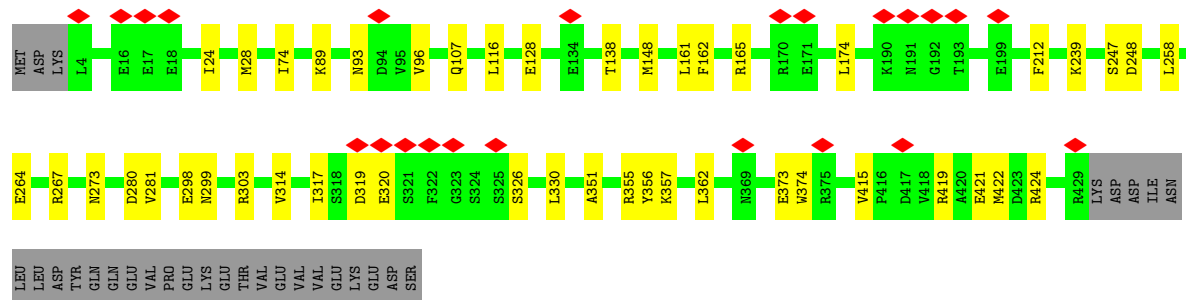 MET ASP LYS L4 E16 E17 E18 I24 M28 I74 K89 N93 D94 V95 V96 Q107 L116 E128 E134 T138 M148 L161 F162 R165 R170 E171 L174 K190 N191 G192 T193 E199 F212 K239 S247 D248 L258
E264 R267 N273 D280 V281 E298 N299 R303 V314 I317 S318 D319 E320 S321 F322 G323 S324 S325 S326 L330 A351 R355 Y356 K357 L362 N369 E373 W374 R375 V415 P416 D417 V418 R419 A420 E421 M422 D423 R424 R429 LYS ASP ASP ILE ASN
LEU LEU ASP TYR GLN GLN GLU VAL PRO GLU LYS GLU THR VAL GLU VAL VAL GLU LYS GLU ASP SER